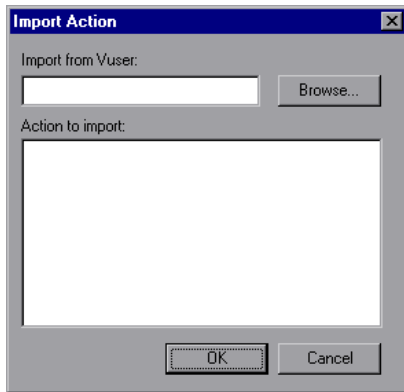 Import Action
Import from Vuser:
Browse...
Action to import:
OK
Cancel